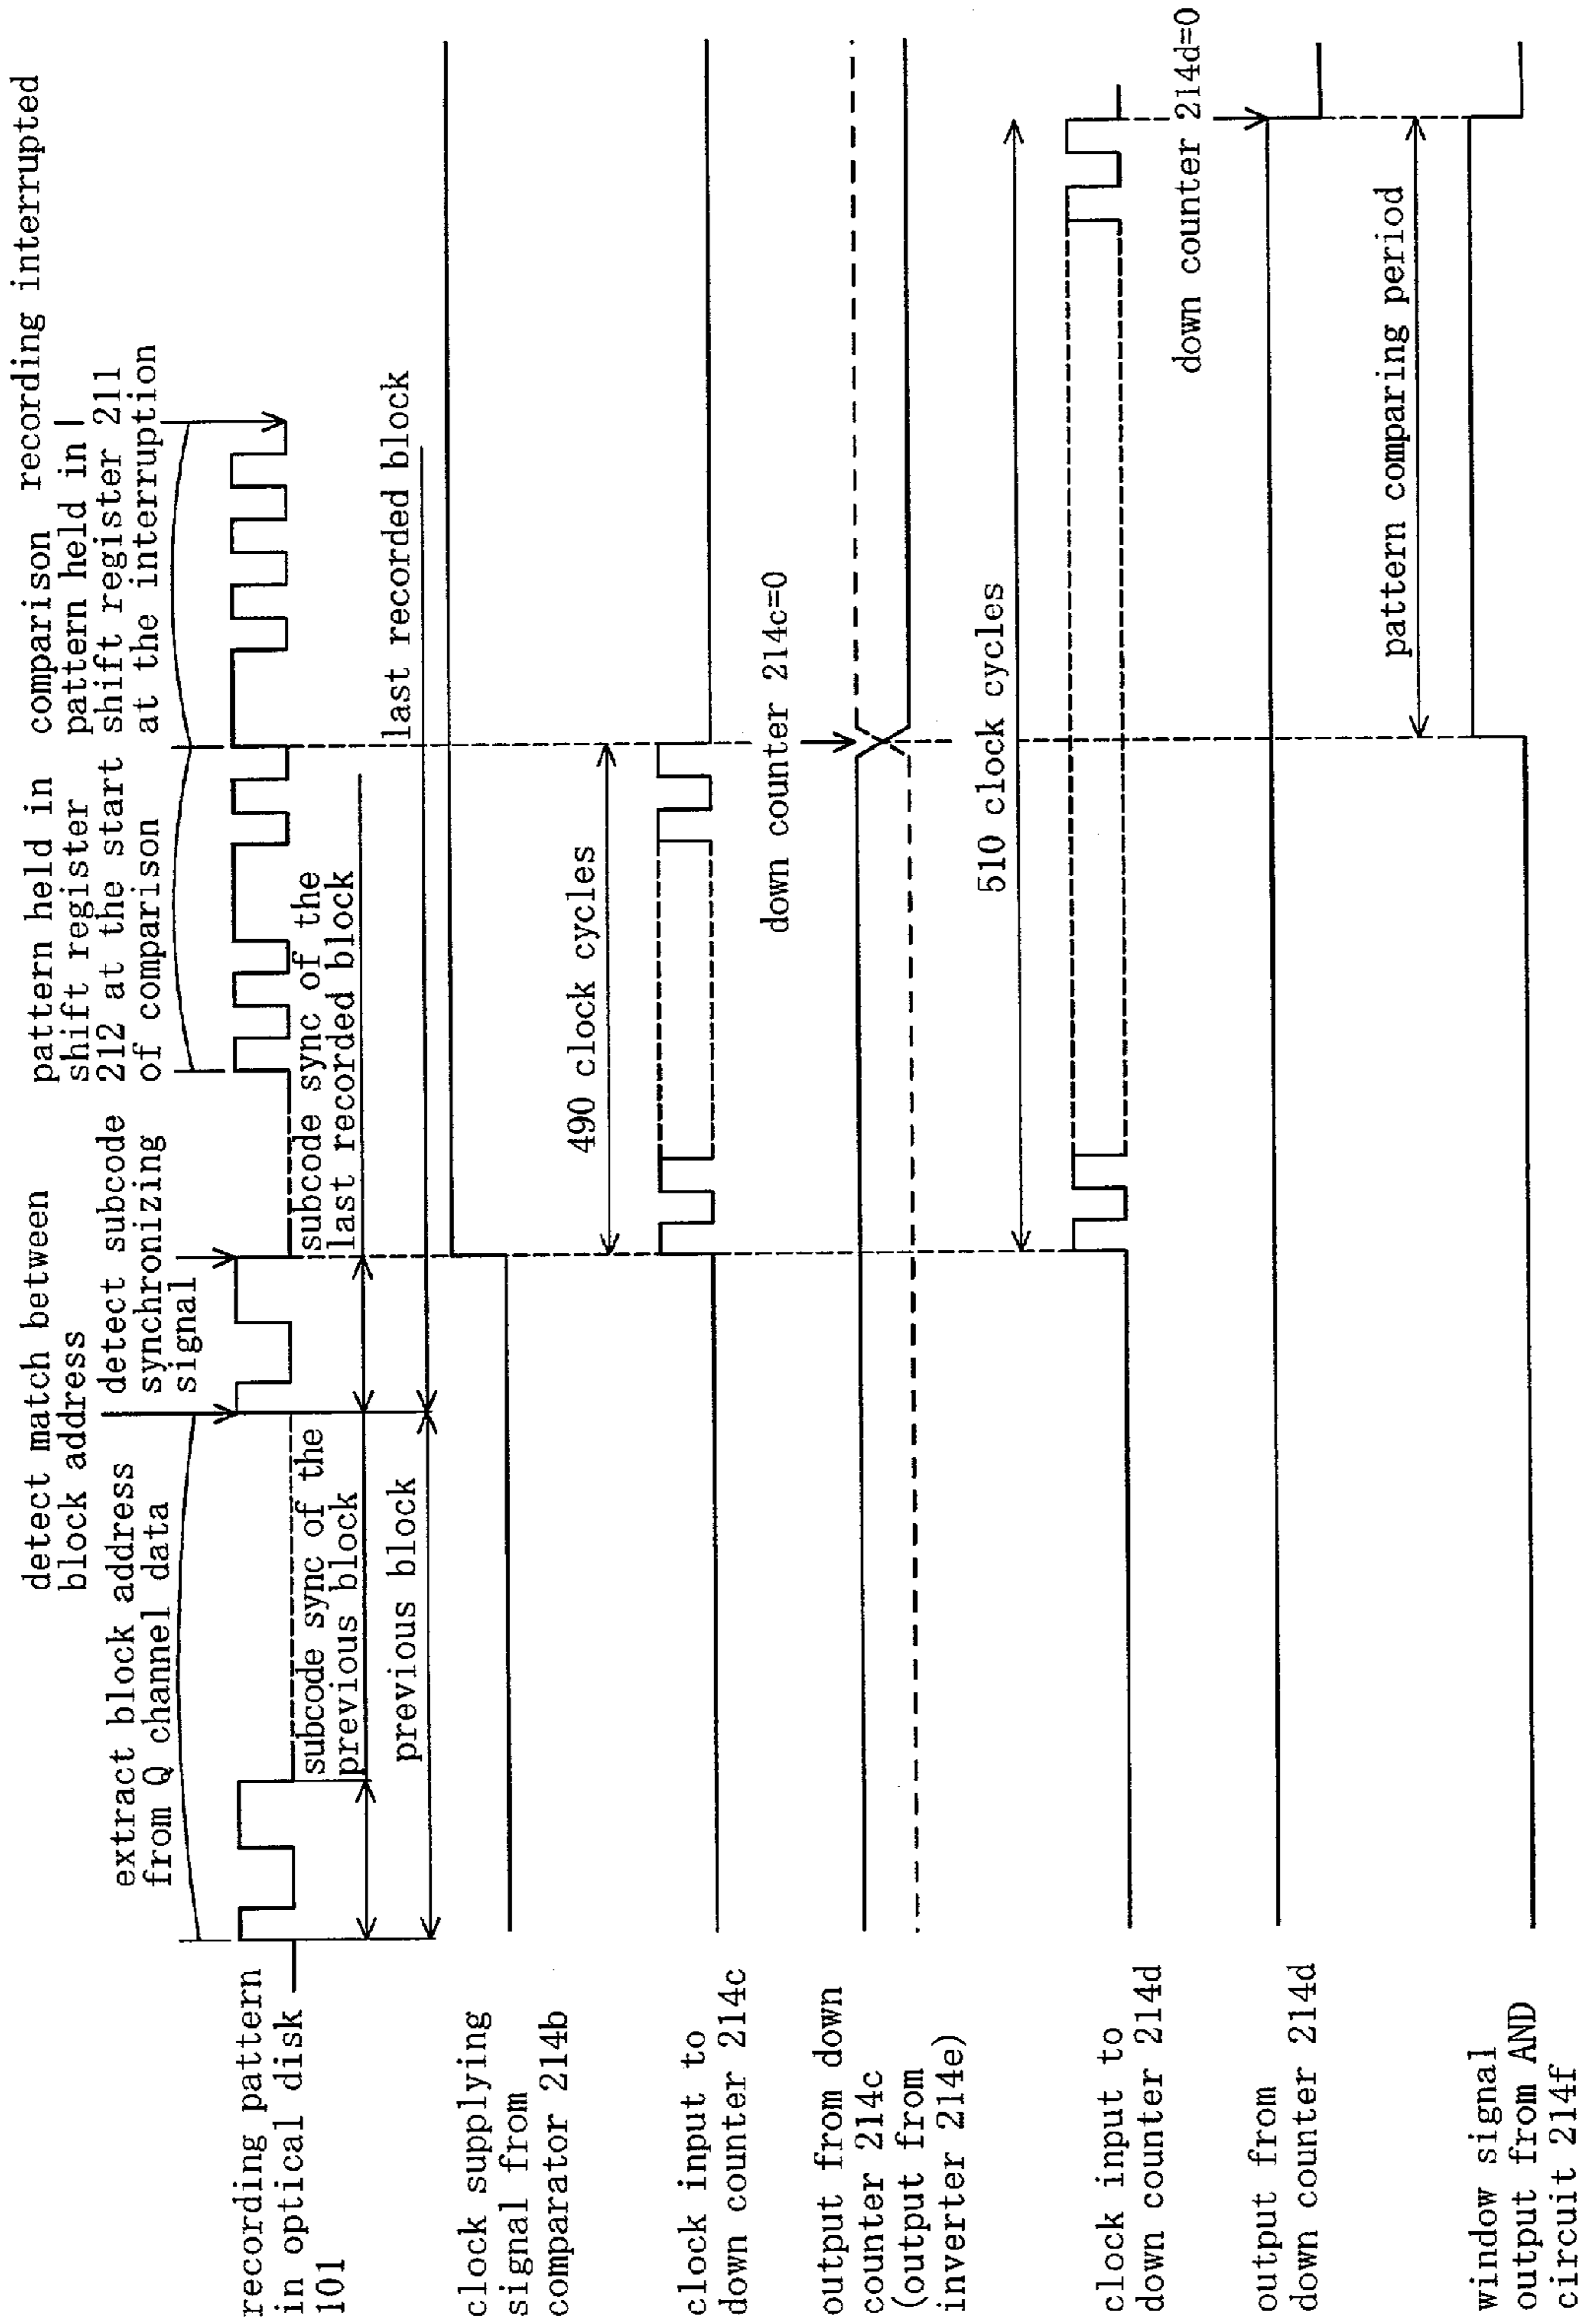 detect match between
block address
extract block address
from Q channel data
detect subcode
synchronizing
signal
pattern held in
shift register
212 at the start
of comparison
comparison
pattern held in
shift register 211
at the interruption
recording interrupted
recording pattern
in optical disk
101
subcode sync of the
previous block
subcode sync of the
last recorded block
previous block
last recorded block
clock supplying
signal from
comparator 214b
490 clock cycles
clock input to
down counter 214c
down counter 214c=0
output from down
counter 214c
(output from
inverter 214e)
510 clock cycles
clock input to
down counter 214d
down counter 214d=0
output from
down counter 214d
pattern comparing period
window signal
output from AND
circuit 214f